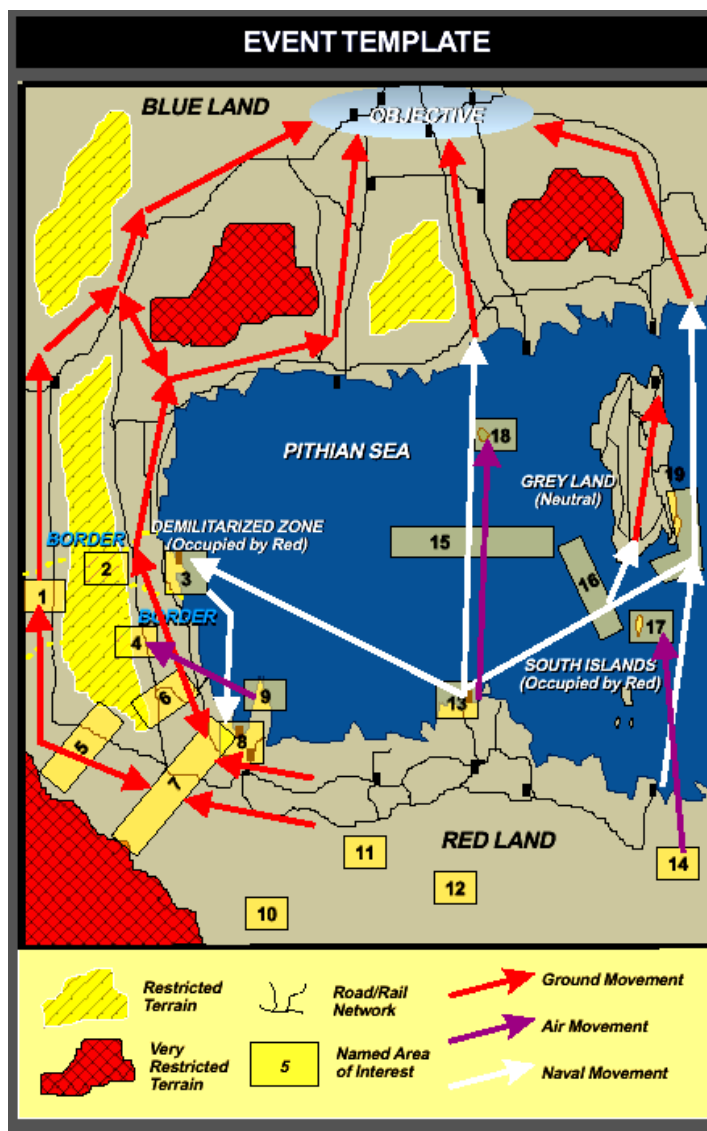 EVENT TEMPLATE
BLUE LAND
OBJECTIVE
PITHIAN SEA
18
GREY LAND
(Neutral)
19
DEMILITARIZED ZONE
(Occupied by Red)
BORDER
15
1
2
3
16
BORDER
4
17
SOUTH ISLANDS
(Occupied by Red)
6
9
13
5
8
7
RED LAND
11
14
12
10
Restricted
Terrain
Road/Rail
Network
Ground Movement
Air Movement
Very
Restricted
Terrain
5
Named Area
of Interest
Naval Movement